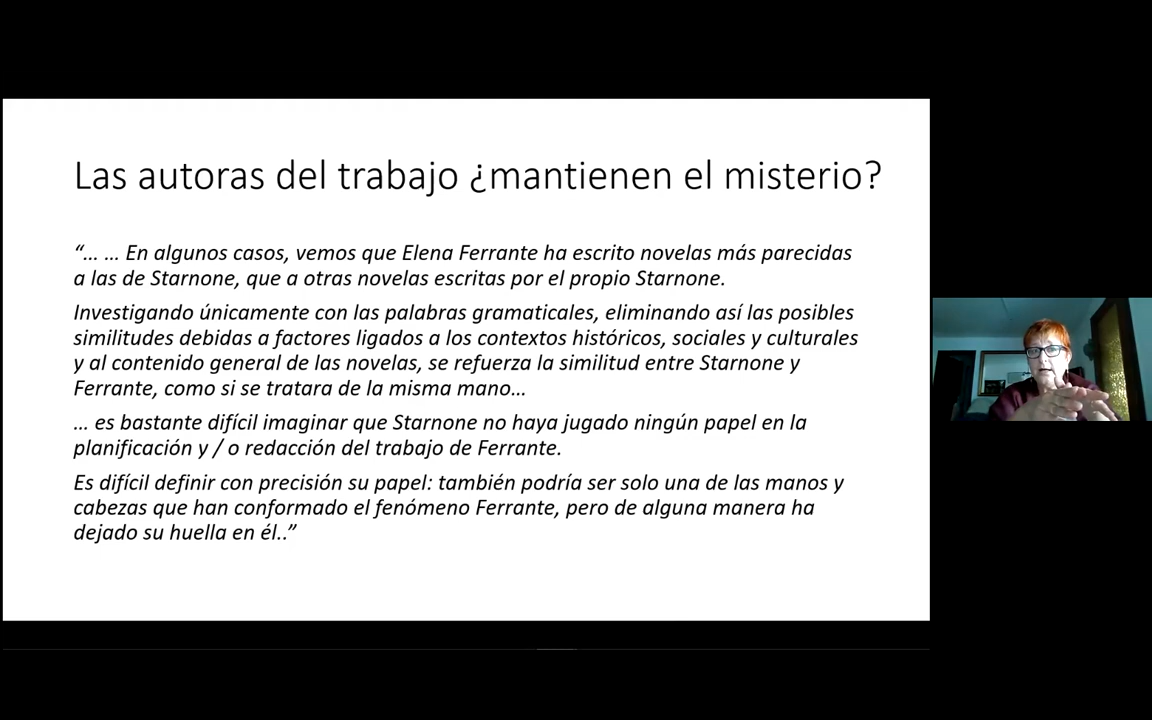 Las autoras del trabajo ¿mantienen el misterio?
“... ... En algunos casos, vemos que Elena Ferrante ha escrito novelas más parecidas
a las de Starnone, que a otras novelas escritas por el propio Starnone.
Investigando únicamente con las palabras gramaticales, eliminando así las posibles
similitudes debidas a factores ligados a los contextos históricos, sociales y culturales
y al contenido general de las novelas, se refuerza la similitud entre Starnone y
Ferrante, como si se tratara de la misma mano...
... es bastante difícil imaginar que Starnone no haya jugado ningún papel en la
planificación y / o redacción del trabajo de Ferrante.
Es difícil definir con precisión su papel: también podría ser solo una de las manos y
cabezas que han conformado el fenómeno Ferrante, pero de alguna manera ha
dejado su huella en él..”